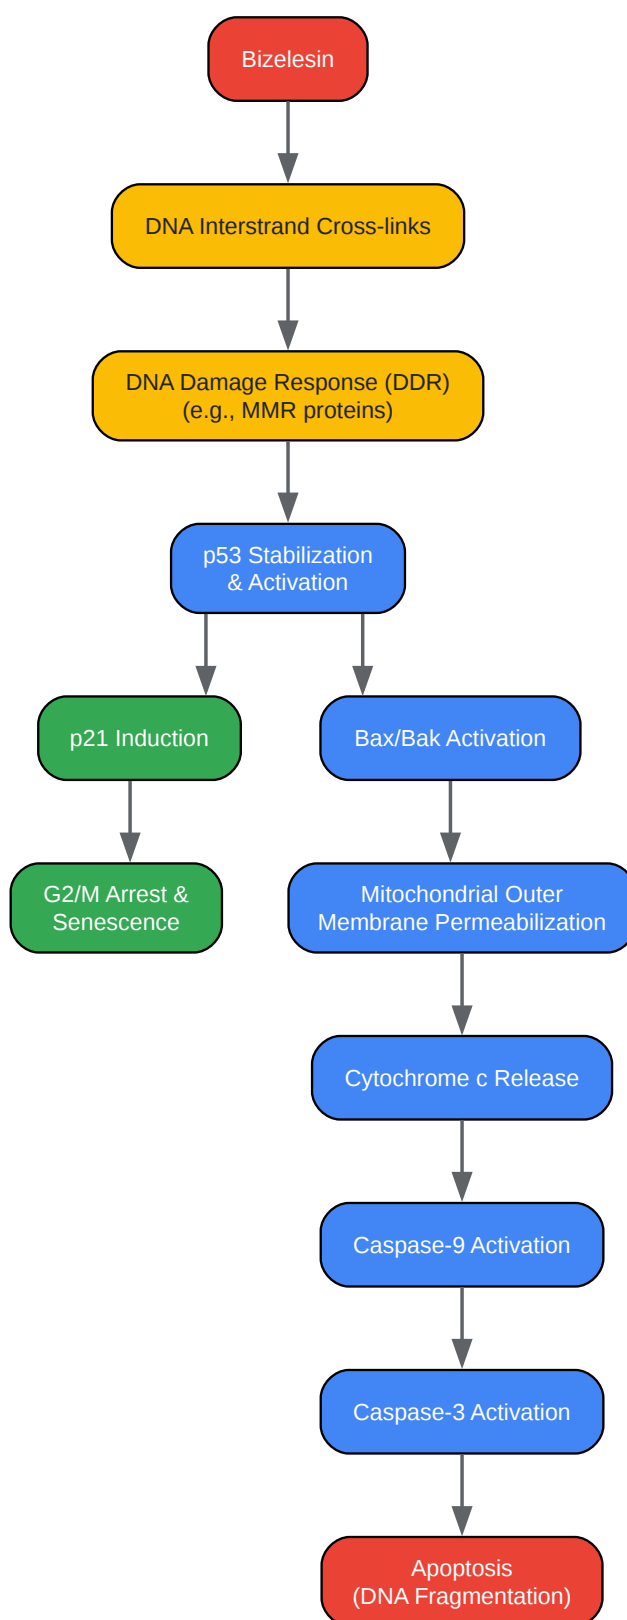 Bizelesin
DNA Interstrand Cross-links
DNA Damage Response (DDR)
(e.g., MMR proteins)
p53 Stabilization
& Activation
p21 Induction
Bax/Bak Activation
G2/M Arrest &
Senescence
Mitochondrial Outer
Membrane Permeabilization
Cytochrome c Release
Caspase-9 Activation
Caspase-3 Activation
Apoptosis
(DNA Fragmentation)